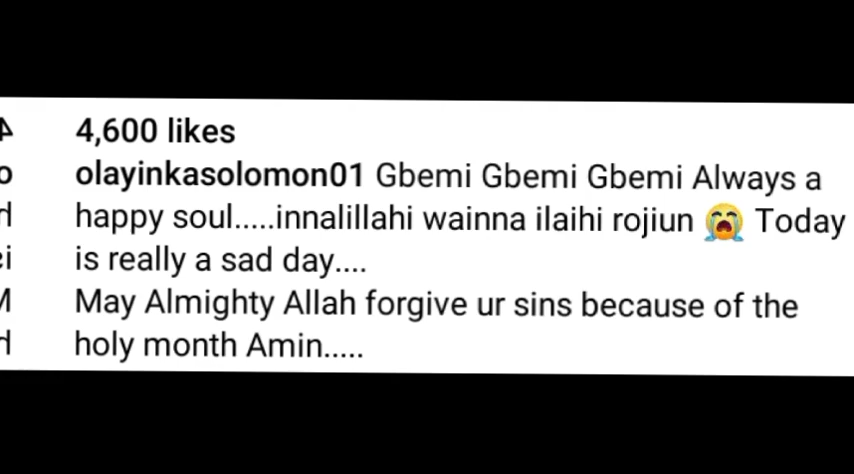 4,600 likes
olayinkasolomon01 Gbemi Gbemi Gbemi Always a
happy soul.....innalillahi wainna ilaihi rojiun 😭 Today
is really a sad day....
May Almighty Allah forgive ur sins because of the
holy month Amin.....